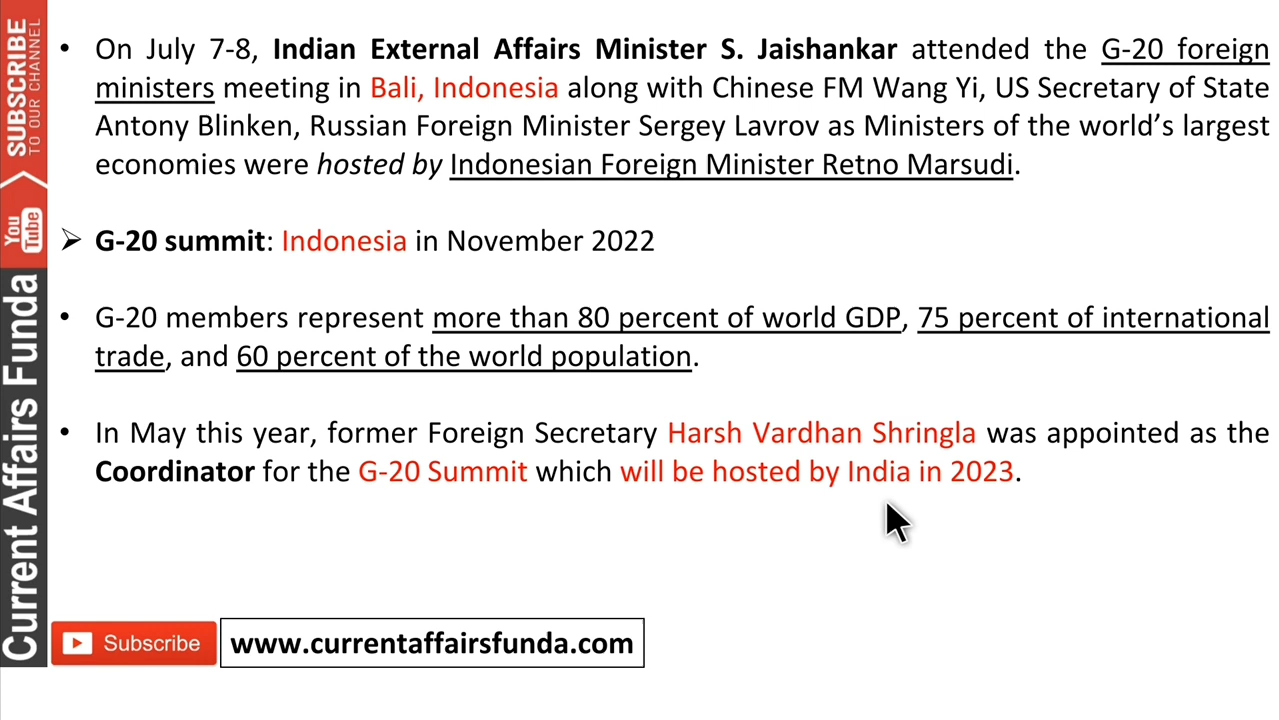 • On July 7-8, Indian External Affairs Minister S. Jaishankar attended the G-20 foreign
ministers meeting in Bali, Indonesia along with Chinese FM Wang Yi, US Secretary of State
Antony Blinken, Russian Foreign Minister Sergey Lavrov as Ministers of the world’s largest
economies were hosted by Indonesian Foreign Minister Retno Marsudi.
➢ G-20 summit: Indonesia in November 2022
• G-20 members represent more than 80 percent of world GDP, 75 percent of international
trade, and 60 percent of the world population.
• In May this year, former Foreign Secretary Harsh Vardhan Shringla was appointed as the
Coordinator for the G-20 Summit which will be hosted by India in 2023.
SUBSCRIBE
TO OUR CHANNEL
You
Tube
Current Affairs Funda
Subscribe
www.currentaffairsfunda.com